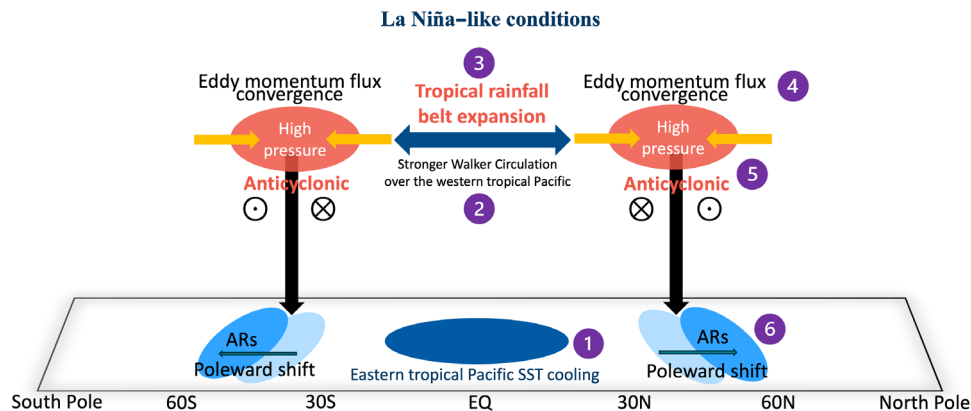 La Niña–like conditions
3
Eddy momentum flux
convergence
Tropical rainfall
belt expansion
Eddy momentum flux
convergence
4
High
pressure
High
pressure
Stronger Walker Circulation
over the western tropical Pacific
Anticyclonic
Anticyclonic
5
2
ARs
Poleward shift
1
Eastern tropical Pacific SST cooling
ARs
6
Poleward shift
South Pole
60S
30S
EQ
30N
60N
North Pole